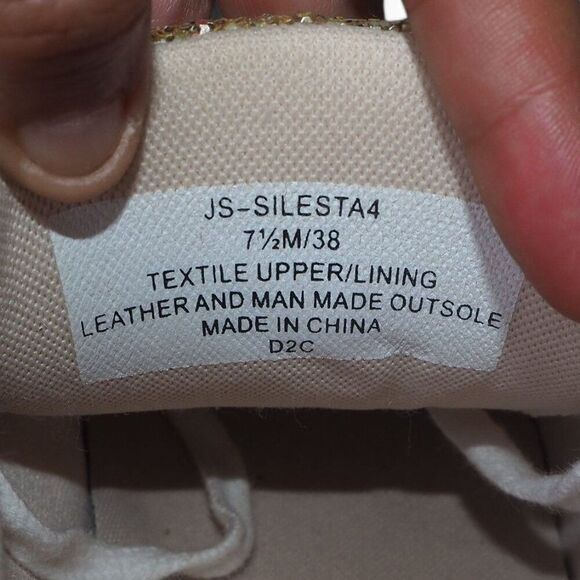 JS-SILESTA4
7½M/38
TEXTILE UPPER/LINING
LEATHER AND MAN MADE OUTSOLE
MADE IN CHINA
D2C